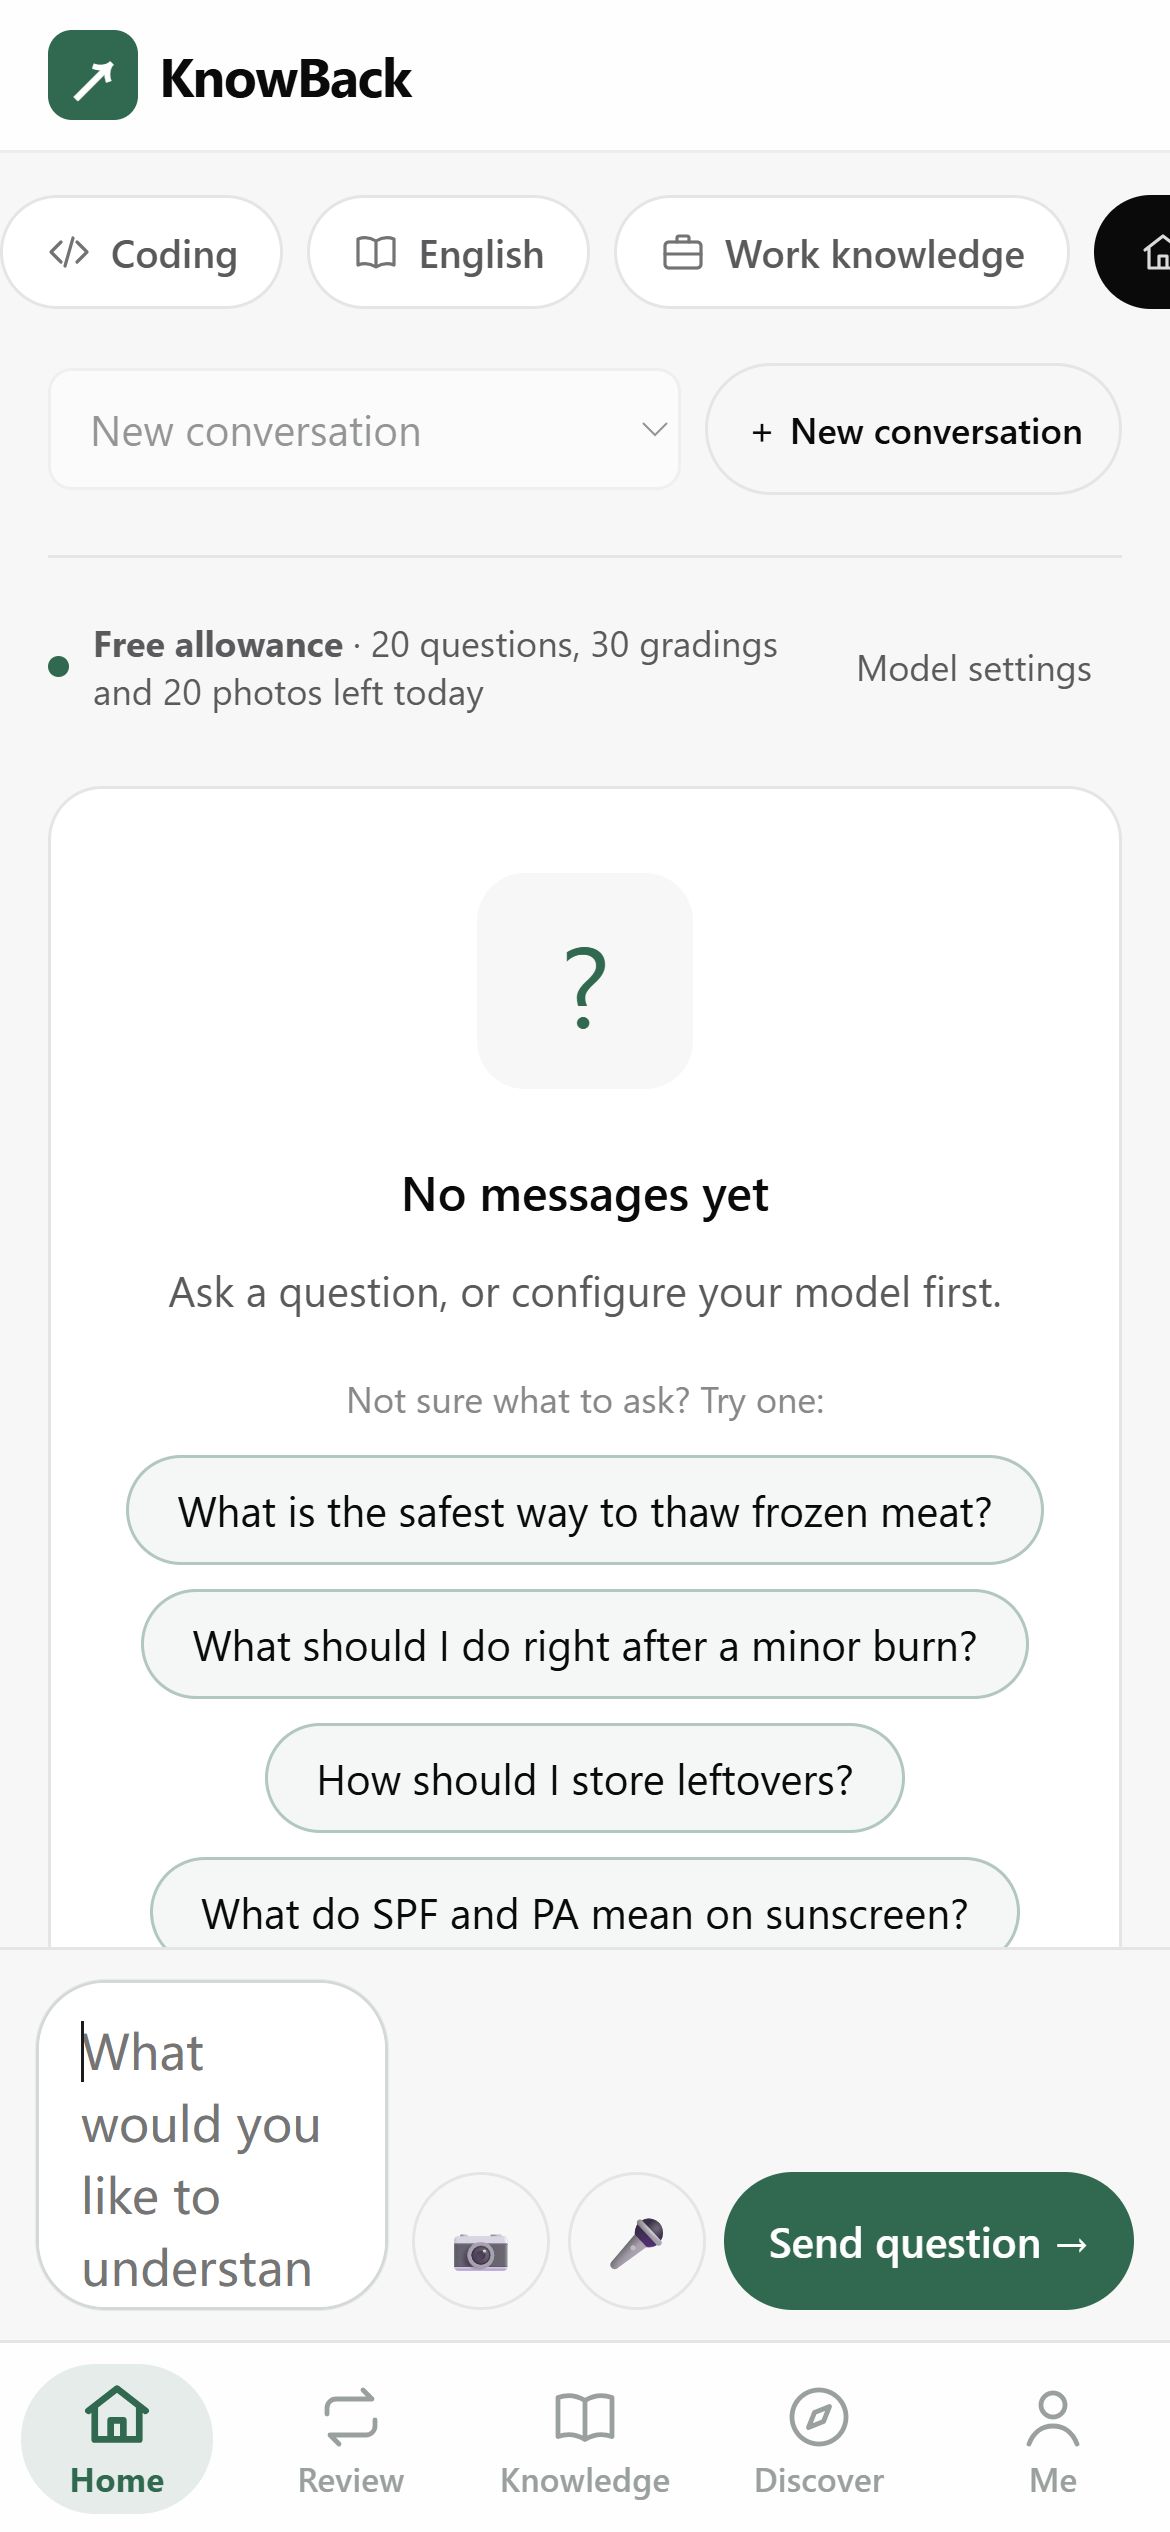 KnowBack
Coding
English
Work knowledge
New conversation
+ New conversation
Free allowance · 20 questions, 30 gradings
and 20 photos left today
Model settings
?
No messages yet
Ask a question, or configure your model first.
Not sure what to ask? Try one:
What is the safest way to thaw frozen meat?
What should I do right after a minor burn?
How should I store leftovers?
What do SPF and PA mean on sunscreen?
What
would you
like to
understan
Send question →
Home
Review
Knowledge
Discover
Me